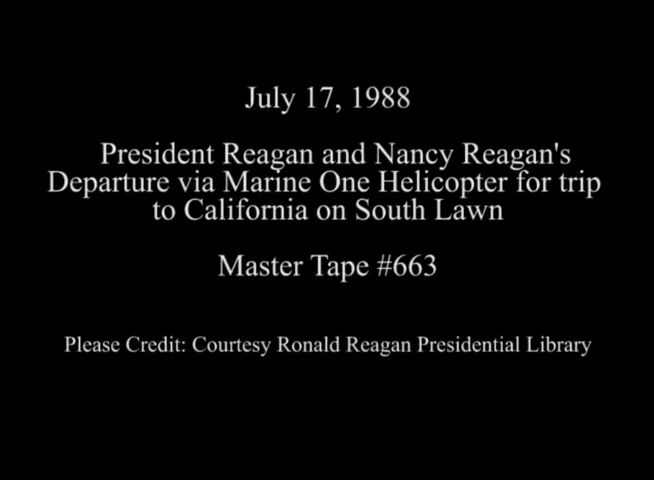 July 17, 1988
President Reagan and Nancy Reagan's
Departure via Marine One Helicopter for trip
to California on South Lawn
Master Tape #663
Please Credit: Courtesy Ronald Reagan Presidential Library